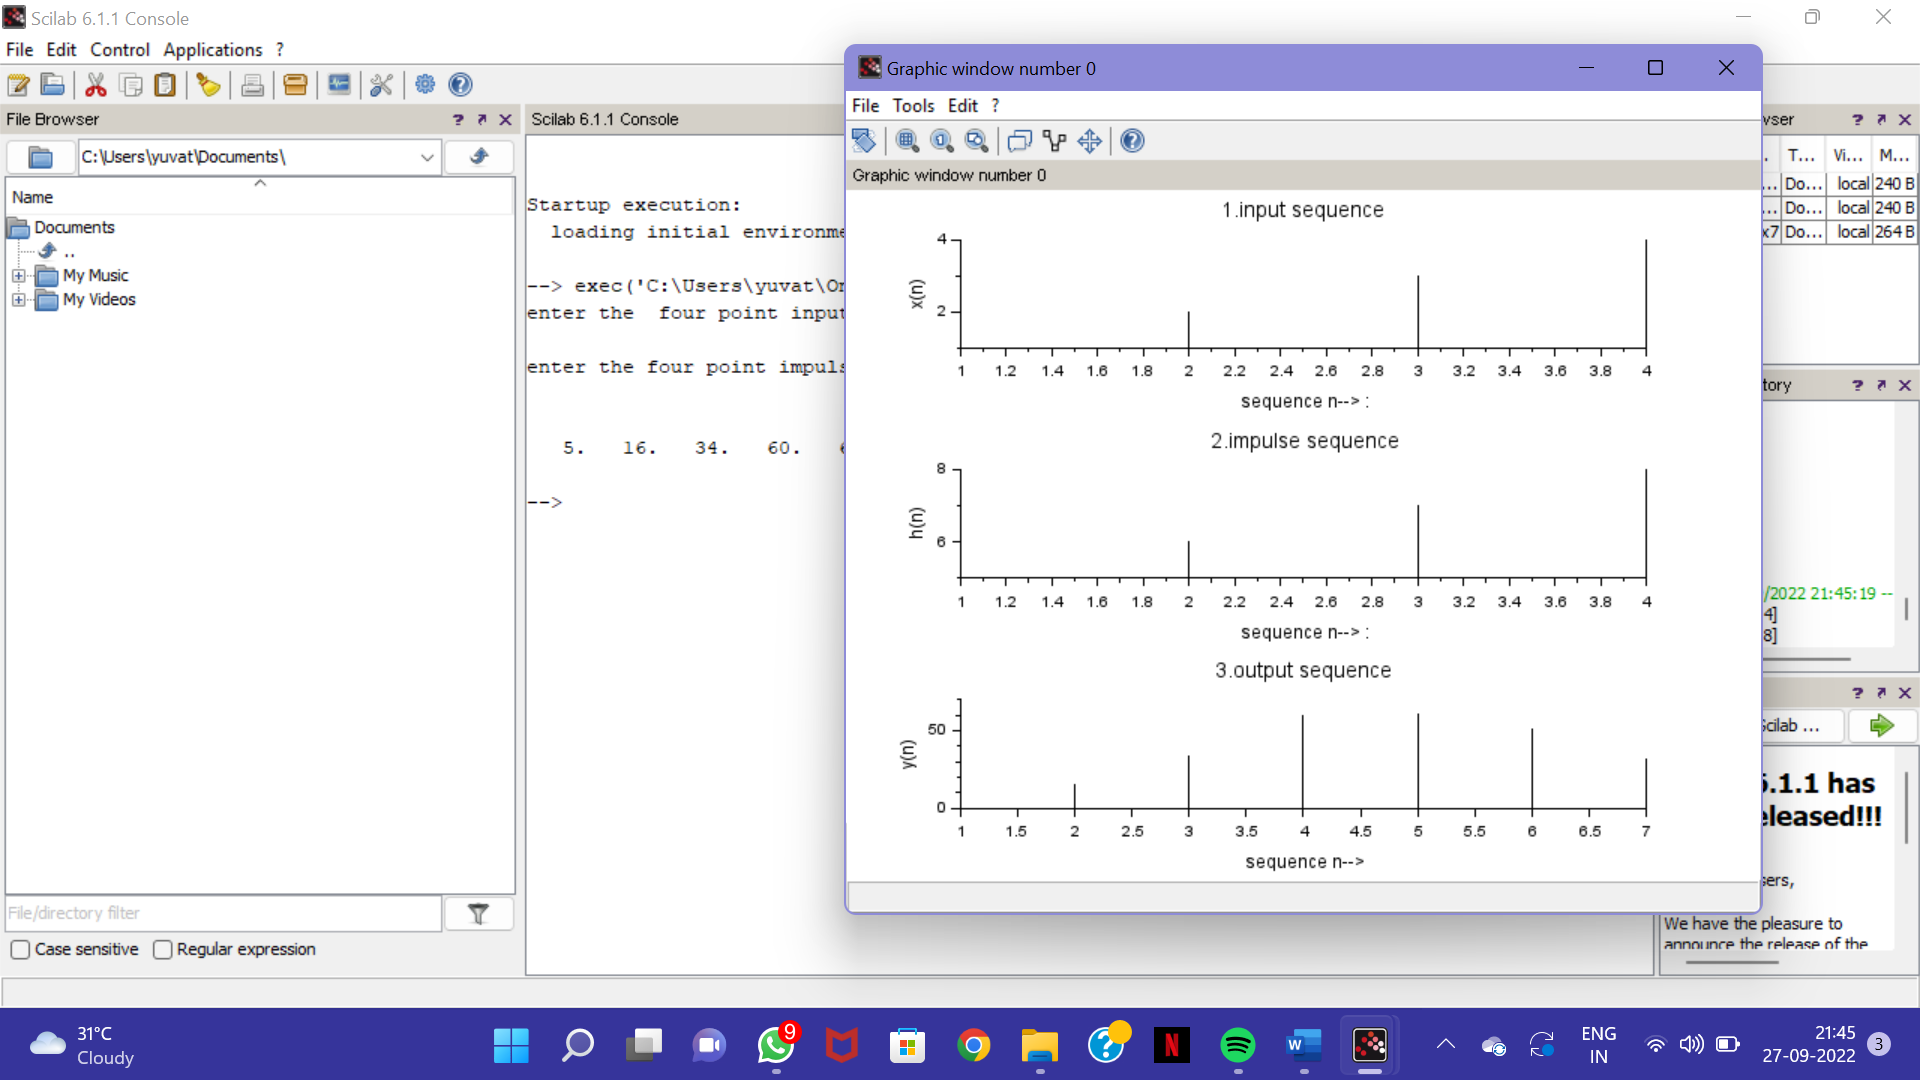 Scilab 6.1.1 Console
File Edit Control Applications ?
File Browser
C:\Users\yuvat\Documents\
Name
Documents
..
My Music
My Videos
File/directory filter
Case sensitive Regular expression
Scilab 6.1.1 Console
Startup execution:
loading initial environme
--> exec('C:\Users\yuvat\On
enter the four point input
enter the four point impuls
5. 16. 34. 60.
-->
Graphic window number 0
File Tools Edit ?
Graphic window number 0
1.input sequence
x(n)
4
2
1 1.2 1.4 1.6 1.8 2 2.2 2.4 2.6 2.8 3 3.2 3.4 3.6 3.8 4
sequence n--> :
2.impulse sequence
h(n)
8
6
1 1.2 1.4 1.6 1.8 2 2.2 2.4 2.6 2.8 3 3.2 3.4 3.6 3.8 4
sequence n--> :
3.output sequence
y(n)
50
0
1 1.5 2 2.5 3 3.5 4 4.5 5 5.5 6 6.5 7
sequence n-->
wser
T... Vi... M...
... Do... local 240 B
... Do... local 240 B
x7 Do... local 264 B
tory
/2022 21:45:19 --
4]
8]
Scilab ...
6.1.1 has
eleased!!!
sers,
We have the pleasure to
announce the release of the
31°C
Cloudy
9
ENG
IN
21:45
27-09-2022
3